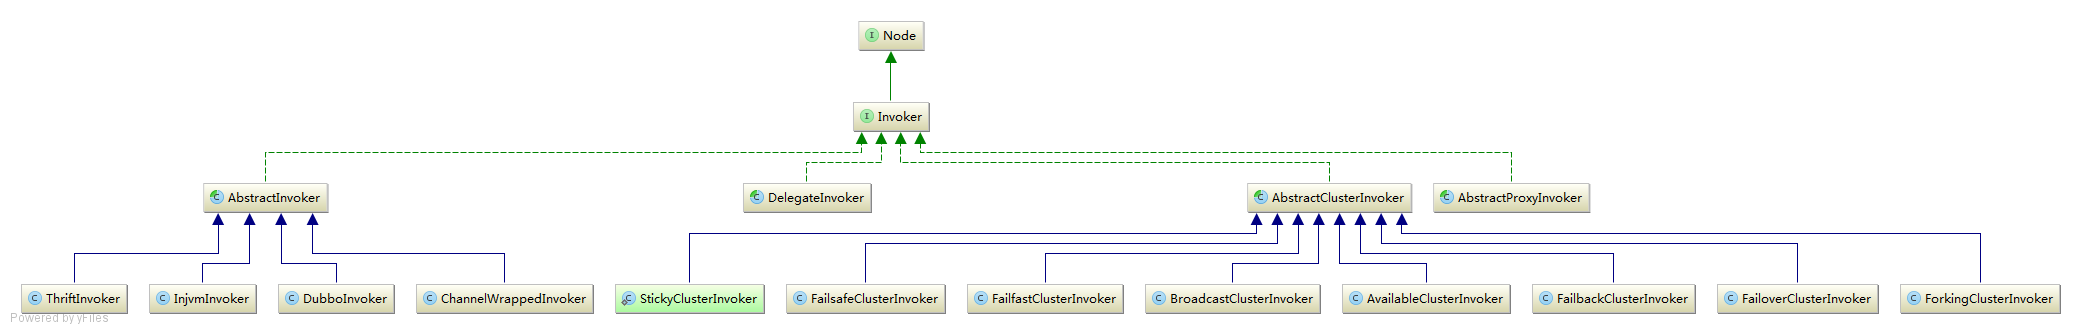 I Node
I Invoker
C AbstractInvoker
C DelegateInvoker
C AbstractClusterInvoker
C AbstractProxyInvoker
C ThriftInvoker
C InjvmInvoker
C DubboInvoker
C ChannelWrappedInvoker
C StickyClusterInvoker
C FailsafeClusterInvoker
C FailfastClusterInvoker
C BroadcastClusterInvoker
C AvailableClusterInvoker
C FailbackClusterInvoker
C FailoverClusterInvoker
C ForkingClusterInvoker
Powered by yFiles